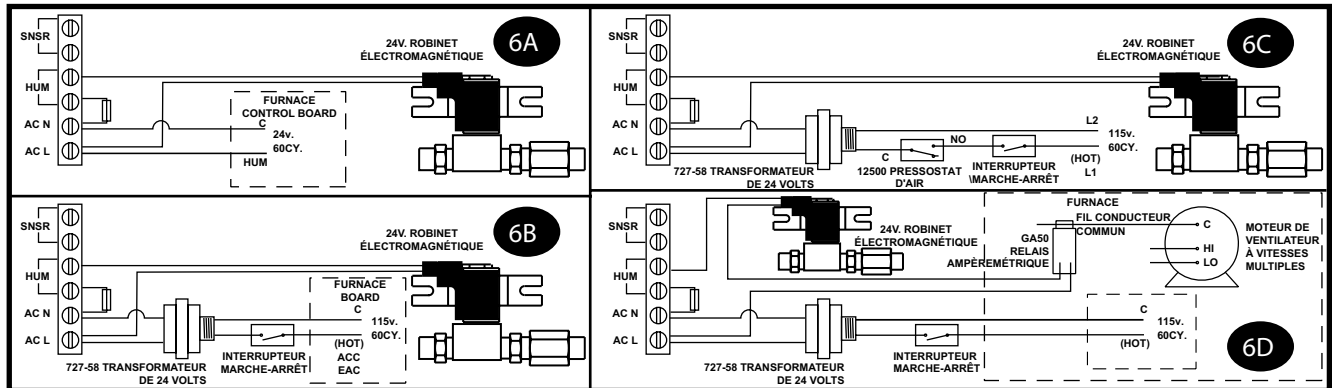 SNSR
HUM
AC N
AC L
24V. ROBINET
ÉLECTROMAGNÉTIQUE
6A
FURNACE
CONTROL BOARD
C
24v.
60CY.
HUM
SNSR
HUM
AC N
AC L
24V. ROBINET
ÉLECTROMAGNÉTIQUE
6C
L2
115v.
60CY.
(HOT)
L1
NO
C
727-58 TRANSFORMATEUR
DE 24 VOLTS
12500 PRESSOSTAT
D'AIR
INTERRUPTEUR
\MARCHE-ARRÊT
SNSR
HUM
AC N
AC L
24V. ROBINET
ÉLECTROMAGNÉTIQUE
6B
FURNACE
BOARD
C
115v.
60CY.
(HOT)
ACC
EAC
INTERRUPTEUR
MARCHE-ARRÊT
727-58 TRANSFORMATEUR
DE 24 VOLTS
SNSR
HUM
AC N
AC L
24V. ROBINET
ÉLECTROMAGNÉTIQUE
FURNACE
FIL CONDUCTEUR
COMMUN
GA50
RELAIS
AMPÈREMÉTRIQUE
C
HI
LO
MOTEUR DE
VENTILATEUR
À VITESSES
MULTIPLES
C
115v.
60CY.
(HOT)
6D
727-58 TRANSFORMATEUR
DE 24 VOLTS
INTERRUPTEUR
MARCHE-ARRÊT